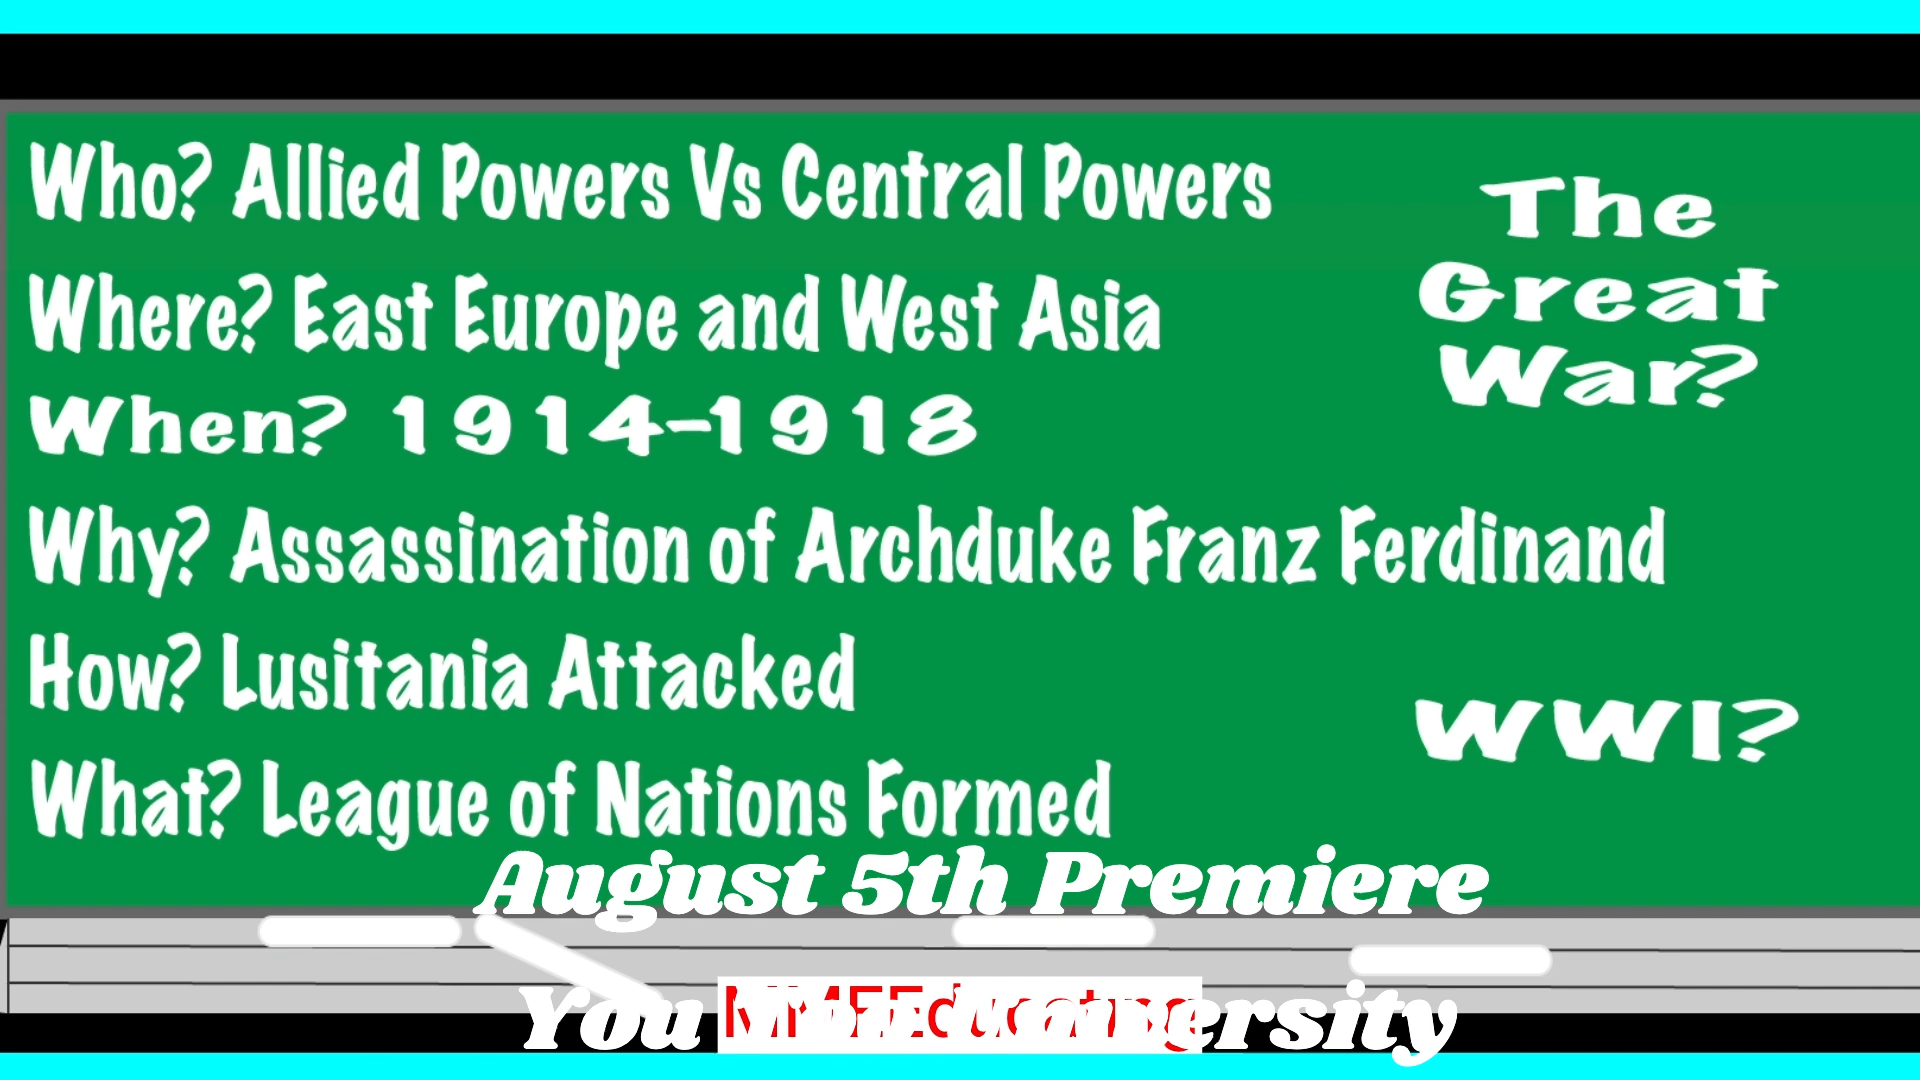 Who? Allied Powers Vs Central Powers
Where? East Europe and West Asia
When? 1914-1918
Why? Assassination of Archduke Franz Ferdinand
How? Lusitania Attacked
What? League of Nations Formed
The
Great
War?
WWI?
August 5th Premiere
You